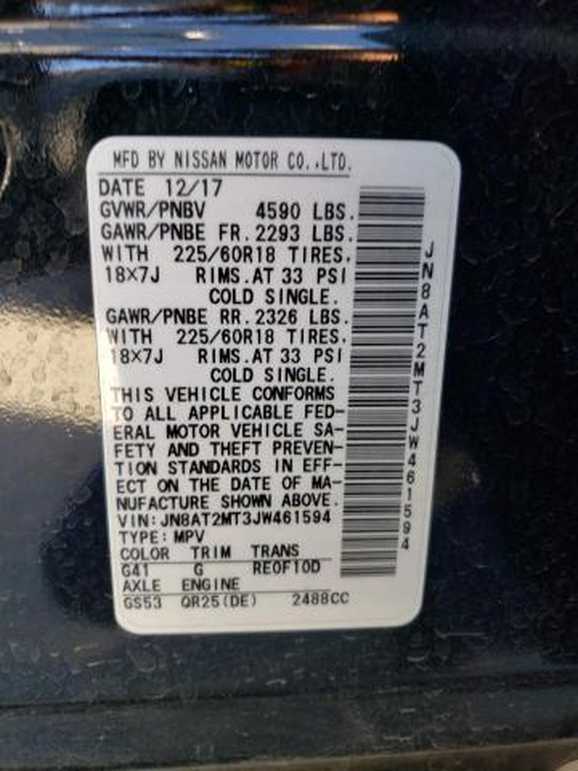 MFD BY NISSAN MOTOR CO.,LTD.
DATE 12/17
GVWR/PNBV 4590 LBS.
GAWR/PNBE FR. 2293 LBS.
WITH 225/60R18 TIRES.
18×7J RIMS.AT 33 PSI
COLD SINGLE.
GAWR/PNBE RR. 2326 LBS.
WITH 225/60R18 TIRES.
18×7J RIMS.AT 33 PSI
COLD SINGLE.
THIS VEHICLE CONFORMS
TO ALL APPLICABLE FED-
ERAL MOTOR VEHICLE SA-
FETY AND THEFT PREVEN-
TION STANDARDS IN EFF-
ECT ON THE DATE OF MA-
NUFACTURE SHOWN ABOVE.
VIN:JN8AT2MT3JW461594
TYPE:MPV
COLOR TRIM TRANS
G41 G RE0F10D
AXLE ENGINE
GS53 QR25(DE) 2488CC
JN8AT2MT3JW461594